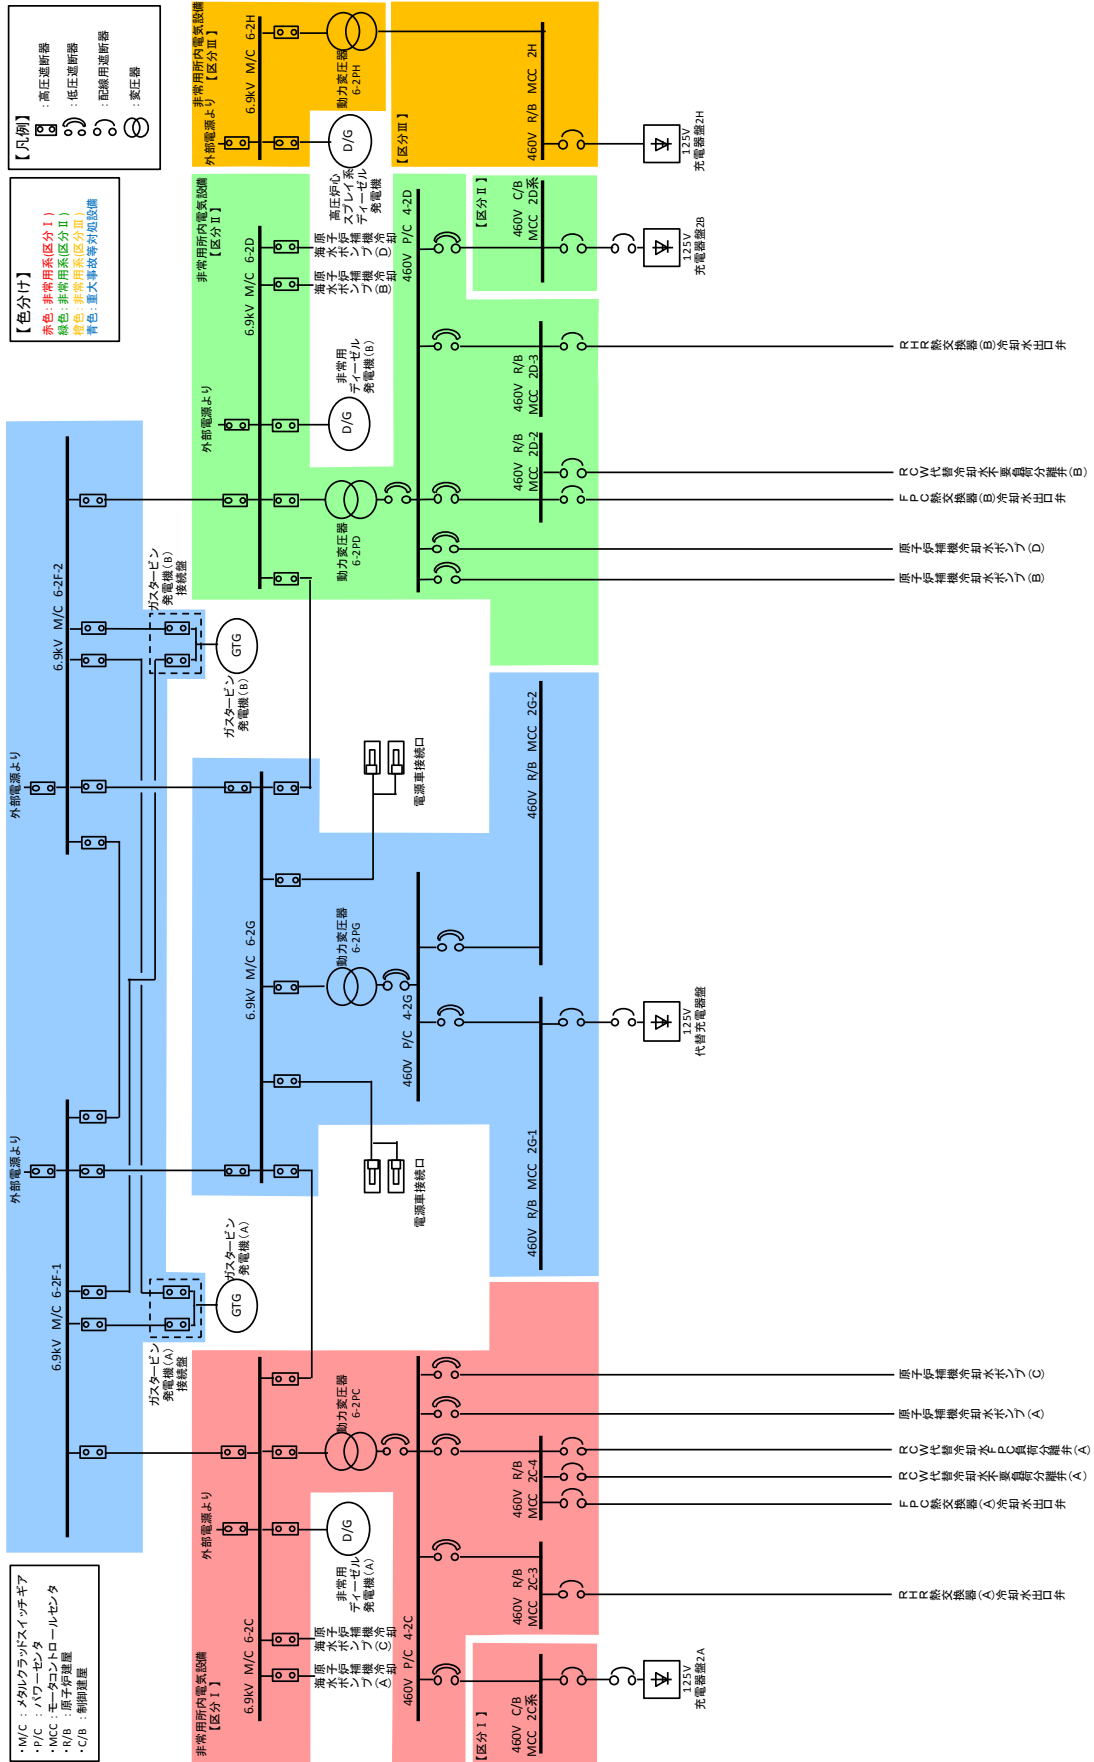 ・M/C ：メタルクラッドスイッチギア
・P/C ：パワーセンタ
・MCC：モータコントロールセンタ
・R/B ：原子炉建屋
・C/B ：制御建屋
【色分け】
赤色：非常用系(区分Ⅰ)
緑色：非常用系(区分Ⅱ)
橙色：非常用系(区分Ⅲ)
青色：重大事故等対処設備
【凡例】
：高圧遮断器
：低圧遮断器
：配線用遮断器
：変圧器
外部電源より
外部電源より
6.9kV M/C 6-2F-1
6.9kV M/C 6-2F-2
ガスタービン
発電機(A)
接続盤
GTG
ガスタービン
発電機(A)
ガスタービン
発電機(B)
接続盤
GTG
ガスタービン
発電機(B)
非常用所内電気設備
【区分Ⅰ】
外部電源より
6.9kV M/C 6-2C
原子炉補機冷却
海水ポンプ(A)
原子炉補機冷却
海水ポンプ(C)
非常用
ディーゼル
発電機(A)
D/G
動力変圧器
6-2PC
460V P/C 4-2C
【区分Ⅰ】
460V C/B
MCC 2C系
460V R/B
MCC 2C-3
460V R/B
MCC 2C-4
125V
充電器盤2A
RHR熱交換器(A)冷却水出口弁
FPC熱交換器(A)冷却水出口弁
RCW代替冷却水不要負荷分離弁(A)
RCW代替冷却水FPC負荷分離弁(A)
原子炉補機冷却水ポンプ(A)
原子炉補機冷却水ポンプ(C)
6.9kV M/C 6-2G
電源車接続口
動力変圧器
6-2PG
電源車接続口
460V P/C 4-2G
460V R/B MCC 2G-1
460V R/B MCC 2G-2
125V
代替充電器盤
非常用所内電気設備
【区分Ⅱ】
外部電源より
6.9kV M/C 6-2D
動力変圧器
6-2PD
非常用
ディーゼル
発電機(B)
D/G
原子炉補機冷却
海水ポンプ(B)
原子炉補機冷却
海水ポンプ(D)
460V P/C 4-2D
460V R/B
MCC 2D-2
460V R/B
MCC 2D-3
【区分Ⅱ】
460V C/B
MCC 2D系
125V
充電器盤2B
原子炉補機冷却水ポンプ(B)
原子炉補機冷却水ポンプ(D)
FPC熱交換器(B)冷却水出口弁
RCW代替冷却水不要負荷分離弁(B)
RHR熱交換器(B)冷却水出口弁
非常用所内電気設備
【区分Ⅲ】
外部電源より
6.9kV M/C 6-2H
高圧炉心
スプレイ系
ディーゼル
発電機
D/G
動力変圧器
6-2PH
【区分Ⅲ】
460V R/B MCC 2H
125V
充電器盤2H